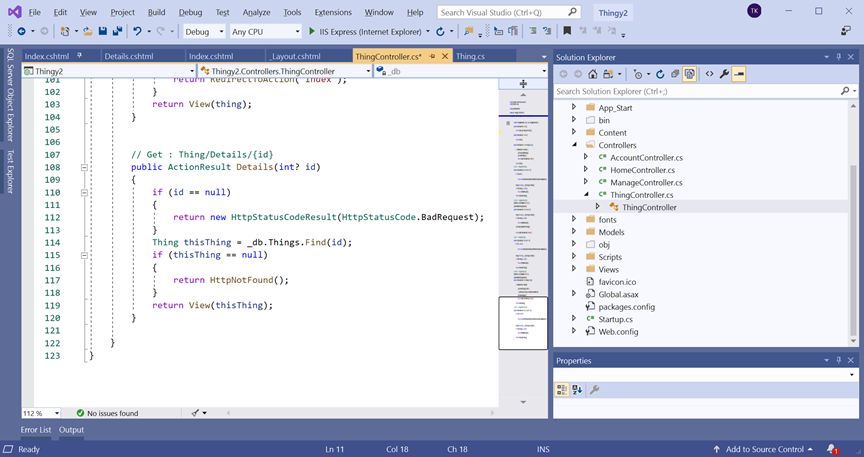 File Edit View Project Build Debug Test Analyze Tools Extensions Window Help Search Visual Studio (Ctrl+Q) Thingy2 TK
Debug Any CPU IIS Express (Internet Explorer)
SQL Server Object Explorer
Test Explorer
Index.cshtml Details.cshtml Index.cshtml _Layout.cshtml ThingController.cs* Thing.cs
Thingy2 Thingy2.Controllers.ThingController _db
101 return RedirectToAction("Index");
102 }
103 return View(thing);
104 }
105
106
107 // Get : Thing/Details/{id}
108 public ActionResult Details(int? id)
109 {
110 if (id == null)
111 {
112 return new HttpStatusCodeResult(HttpStatusCode.BadRequest);
113 }
114 Thing thisThing = _db.Things.Find(id);
115 if (thisThing == null)
116 {
117 return HttpNotFound();
118 }
119 return View(thisThing);
120 }
121
122 }
123 }
112 % No issues found
Solution Explorer
Search Solution Explorer (Ctrl+;)
App_Start
bin
Content
Controllers
C# AccountController.cs
C# HomeController.cs
C# ManageController.cs
C# ThingController.cs
ThingController
fonts
Models
obj
Scripts
Views
favicon.ico
Global.asax
packages.config
C# Startup.cs
Web.config
Properties
Error List Output
Ready Ln 11 Col 18 Ch 18 INS Add to Source Control 1